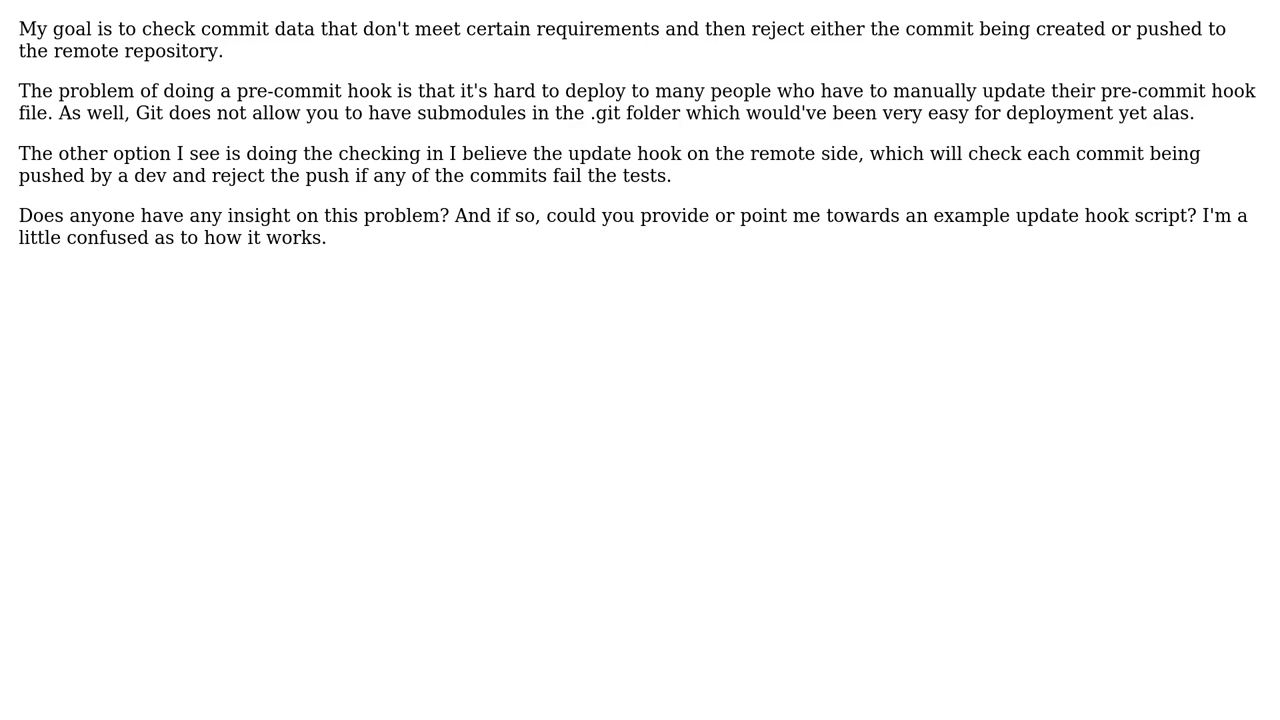 My goal is to check commit data that don't meet certain requirements and then reject either the commit being created or pushed to
the remote repository.
The problem of doing a pre-commit hook is that it's hard to deploy to many people who have to manually update their pre-commit hook
file. As well, Git does not allow you to have submodules in the .git folder which would've been very easy for deployment yet alas.
The other option I see is doing the checking in I believe the update hook on the remote side, which will check each commit being
pushed by a dev and reject the push if any of the commits fail the tests.
Does anyone have any insight on this problem? And if so, could you provide or point me towards an example update hook script? I'm a
little confused as to how it works.